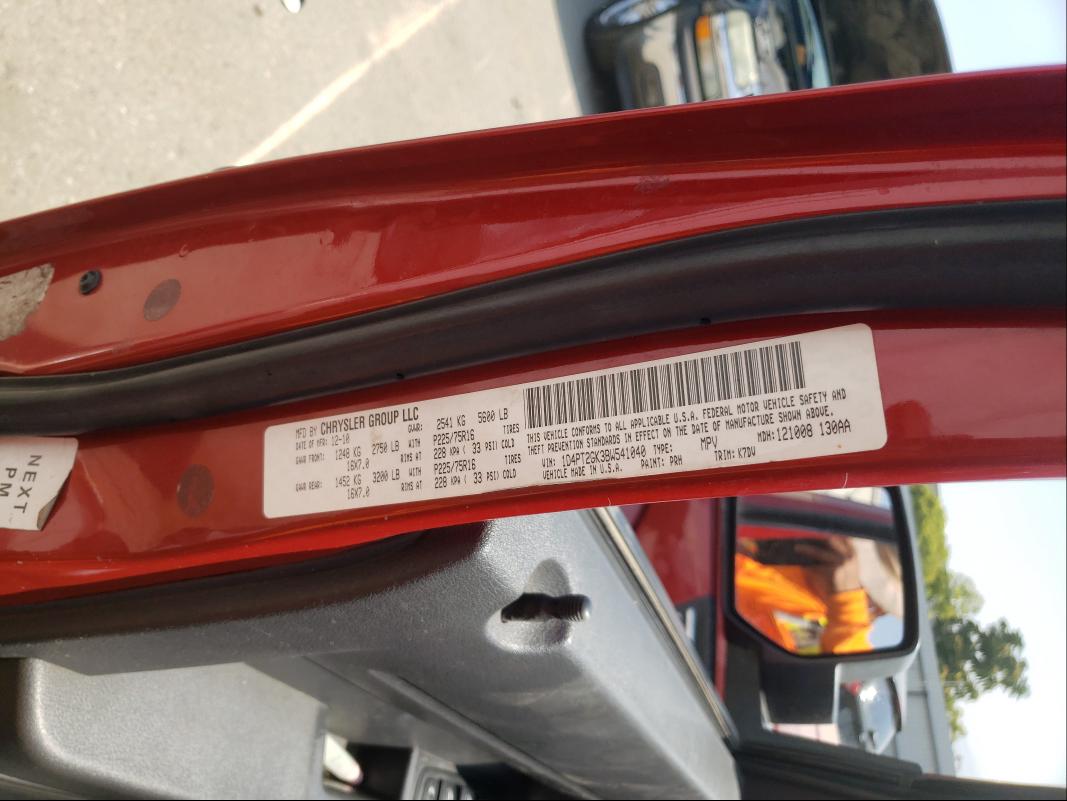 MFD BY CHRYSLER GROUP LLC
DATE OF MFR: 12-10 GVWR: 2541 KG 5600 LB
GAWR FRONT: 1248 KG 2750 LB WITH P225/75R16 TIRES
16X7.0 RIMS AT 228 KPA ( 33 PSI) COLD
GAWR REAR: 1452 KG 3200 LB WITH P225/75R16 TIRES
16X7.0 RIMS AT 228 KPA ( 33 PSI) COLD
THIS VEHICLE CONFORMS TO ALL APPLICABLE U.S.A. FEDERAL MOTOR VEHICLE SAFETY AND
THEFT PREVENTION STANDARDS IN EFFECT ON THE DATE OF MANUFACTURE SHOWN ABOVE.
VIN: 1D4PT2GK3BW541040 MPV MDH: 121008 130AA
VEHICLE MADE IN U.S.A. PAINT: PRH TRIM: K7DV
NEXT
PM